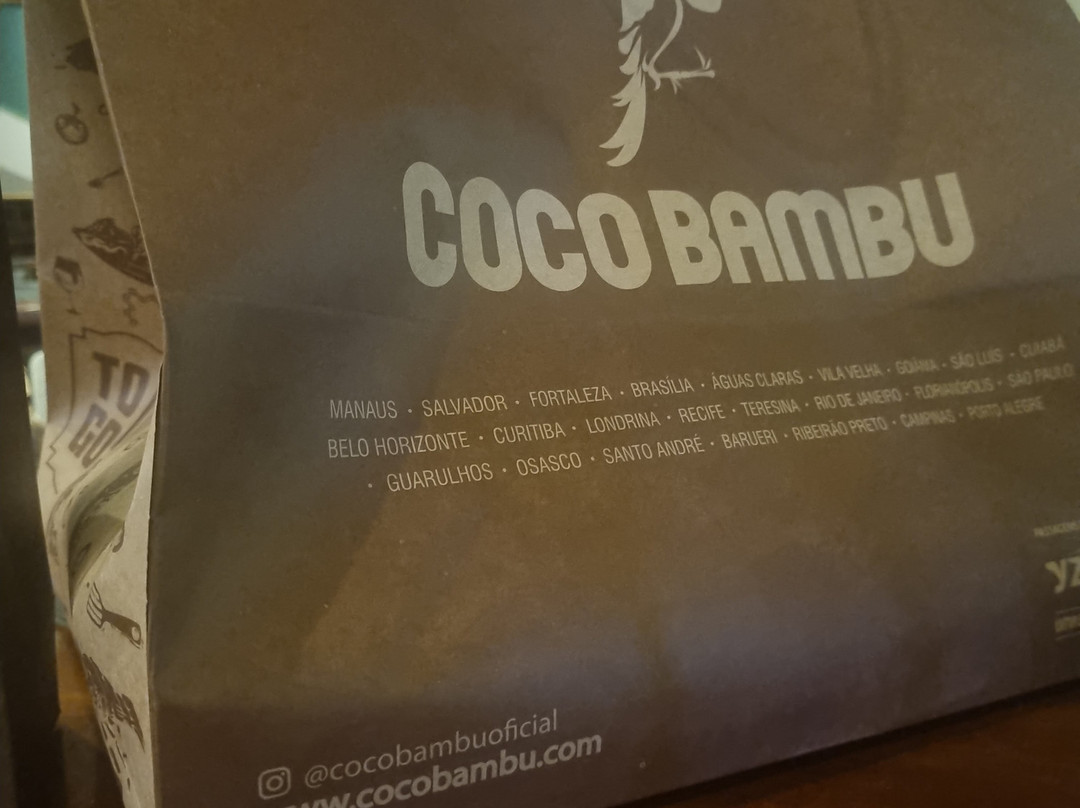 COCO BAMBU
MANAUS · SALVADOR · FORTALEZA · BRASÍLIA · ÁGUAS CLARAS · VILA VELHA · GOIÂNIA · SÃO LUÍS · CUIABÁ
BELO HORIZONTE · CURITIBA · LONDRINA · RECIFE · TERESINA · RIO DE JANEIRO · FLORIANÓPOLIS · SÃO PAULO
· GUARULHOS · OSASCO · SANTO ANDRÉ · BARUERI · RIBEIRÃO PRETO · CAMPINAS · PORTO ALEGRE
TO
GO
@cocobambuoficial
www.cocobambu.com